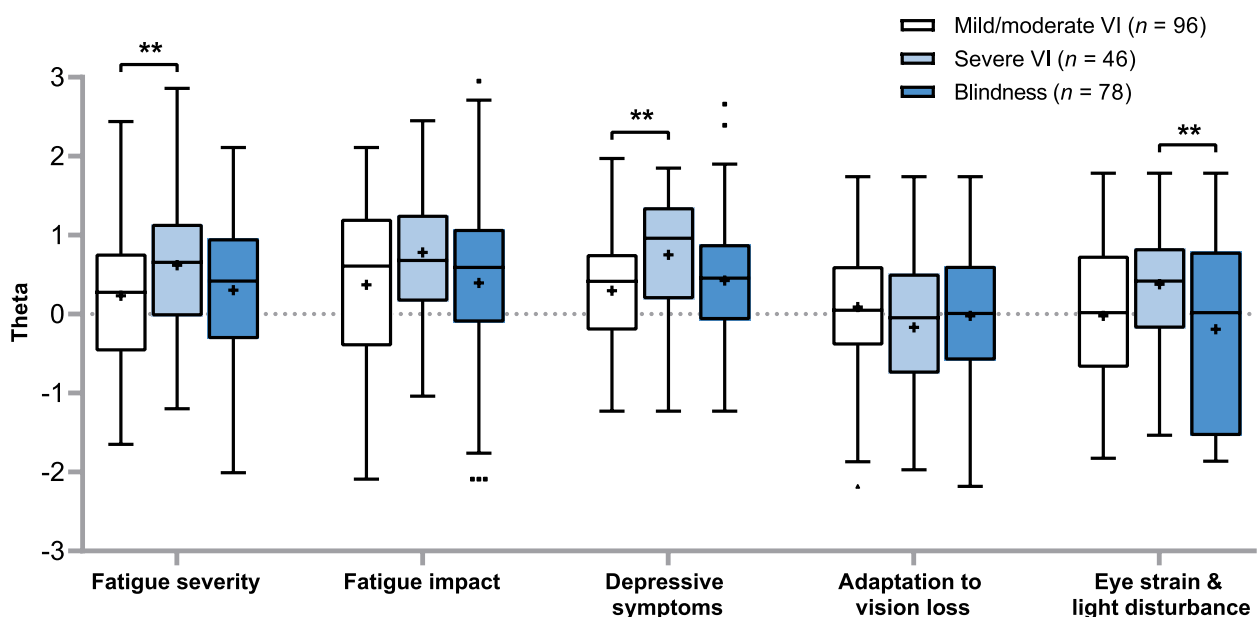 Mild/moderate VI (n = 96)
Severe VI (n = 46)
Blindness (n = 78)
**
**
**
3
2
1
0
-1
-2
-3
Theta
Fatigue severity
Fatigue impact
Depressive
symptoms
Adaptation to
vision loss
Eye strain &
light disturbance